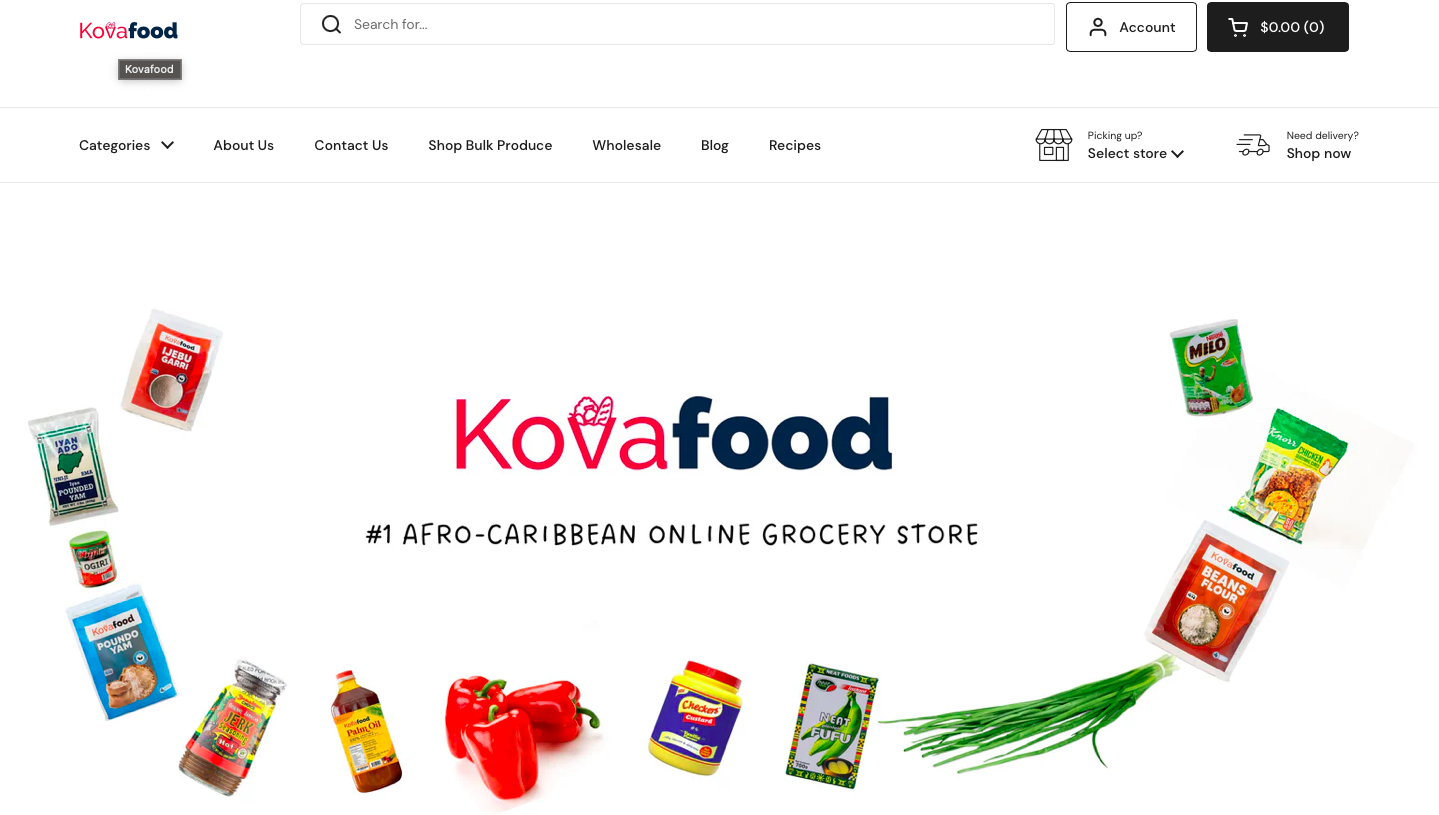 Kovafood
Search for...
Account
$0.00 (0)
Kovafood
Categories
About Us
Contact Us
Shop Bulk Produce
Wholesale
Blog
Recipes
Picking up?
Select store
Need delivery?
Shop now
Kovafood
#1 AFRO-CARIBBEAN ONLINE GROCERY STORE
Kovafood
IJEBU
GARRI
IYAN
ADO
Iyan
POUNDED
YAM
OGIRI
Kovafood
POUNDO
YAM
JERK
Hot
Kovafood
Palm Oil
Checkers
Custard
NEAT FOODS
NEAT
FUFU
Nestle
MILO
Knorr
CHICKEN
Kovafood
BEANS
FLOUR